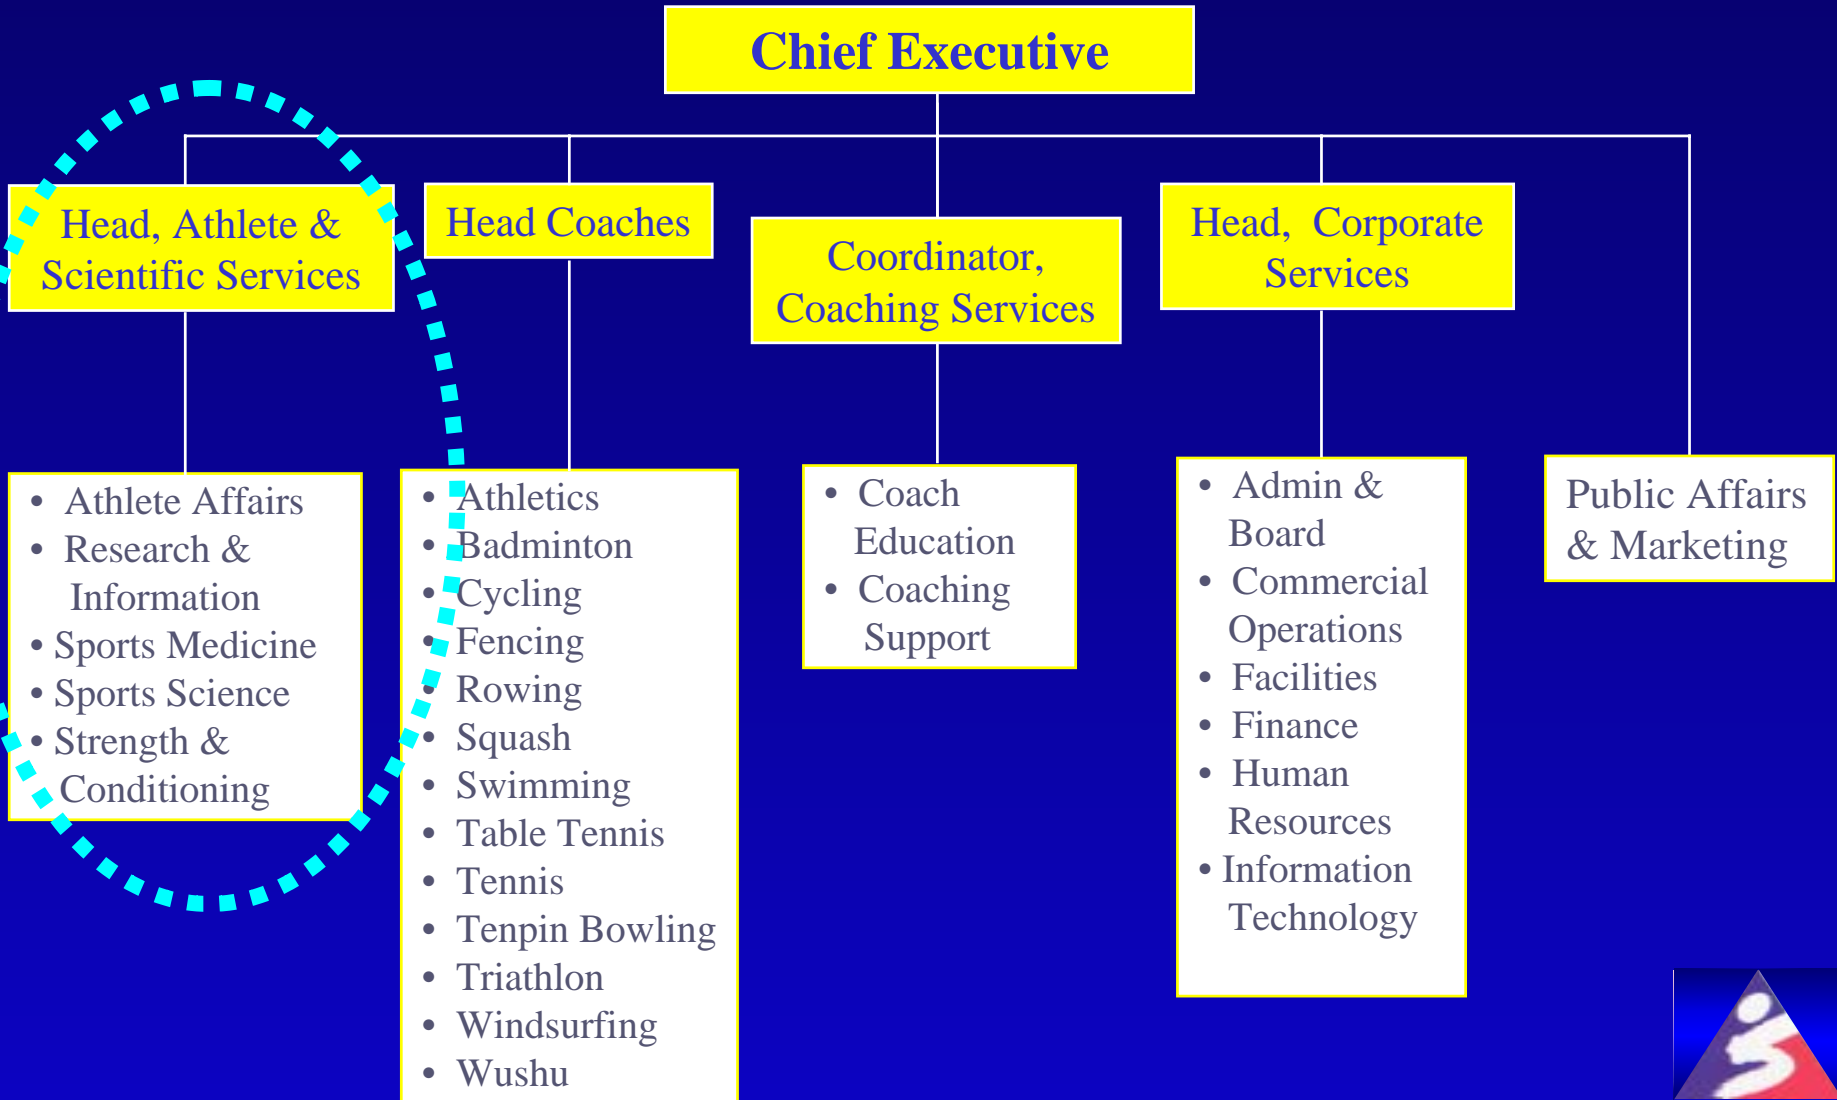 Chief Executive
Head, Athlete &
Scientific Services
Head Coaches
Coordinator,
Coaching Services
Head, Corporate
Services
• Athlete Affairs
• Research &
Information
• Sports Medicine
• Sports Science
• Strength &
Conditioning
• Athletics
• Badminton
• Cycling
• Fencing
• Rowing
• Squash
• Swimming
• Table Tennis
• Tennis
• Tenpin Bowling
• Triathlon
• Windsurfing
• Wushu
• Coach
Education
• Coaching
Support
• Admin &
Board
• Commercial
Operations
• Facilities
• Finance
• Human
Resources
• Information
Technology
Public Affairs
& Marketing